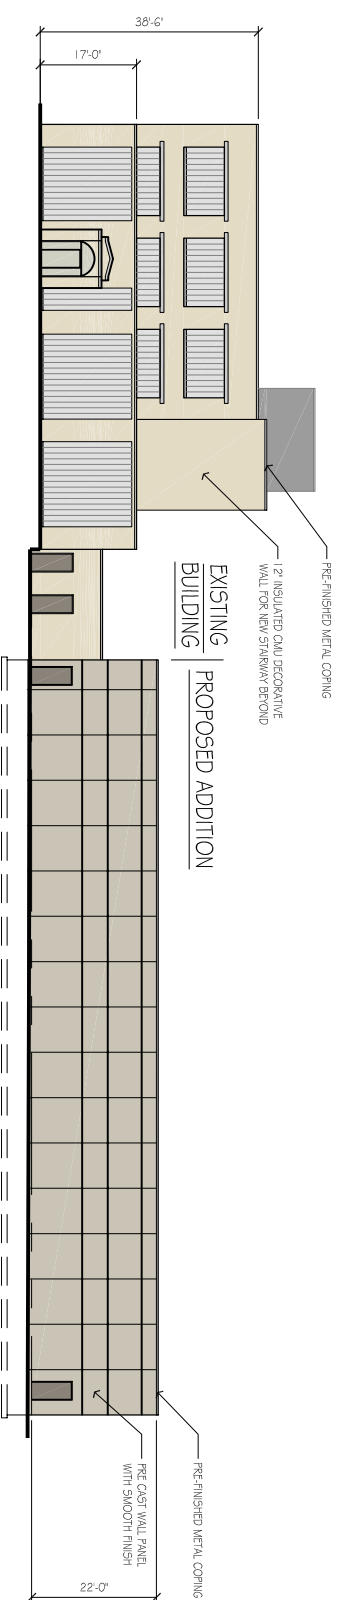 38'-6"
17'-0"
PRE-FINISHED METAL COPING
12" INSULATED CMU DECORATIVE
WALL FOR NEW STAIRWAY BEYOND
EXISTING
BUILDING
PROPOSED ADDITION
PRE-FINISHED METAL COPING
PRE CAST WALL PANEL
WITH SMOOTH FINISH
22'-0"